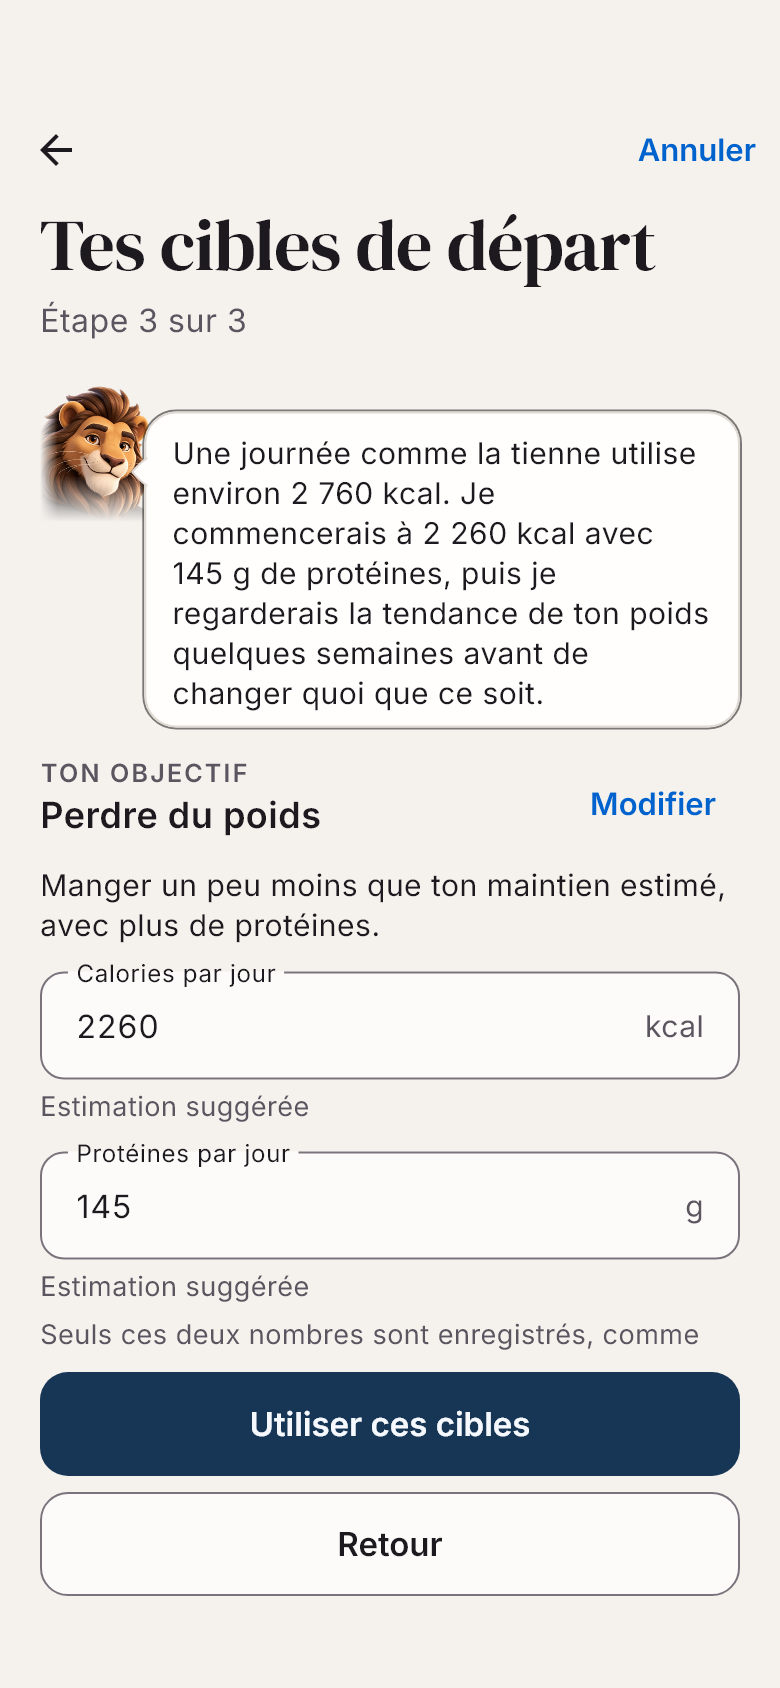 Annuler
Tes cibles de départ
Étape 3 sur 3
Une journée comme la tienne utilise
environ 2 760 kcal. Je
commencerais à 2 260 kcal avec
145 g de protéines, puis je
regarderais la tendance de ton poids
quelques semaines avant de
changer quoi que ce soit.
TON OBJECTIF
Perdre du poids
Modifier
Manger un peu moins que ton maintien estimé,
avec plus de protéines.
Calories par jour
2260 kcal
Estimation suggérée
Protéines par jour
145 g
Estimation suggérée
Seuls ces deux nombres sont enregistrés, comme
Utiliser ces cibles
Retour